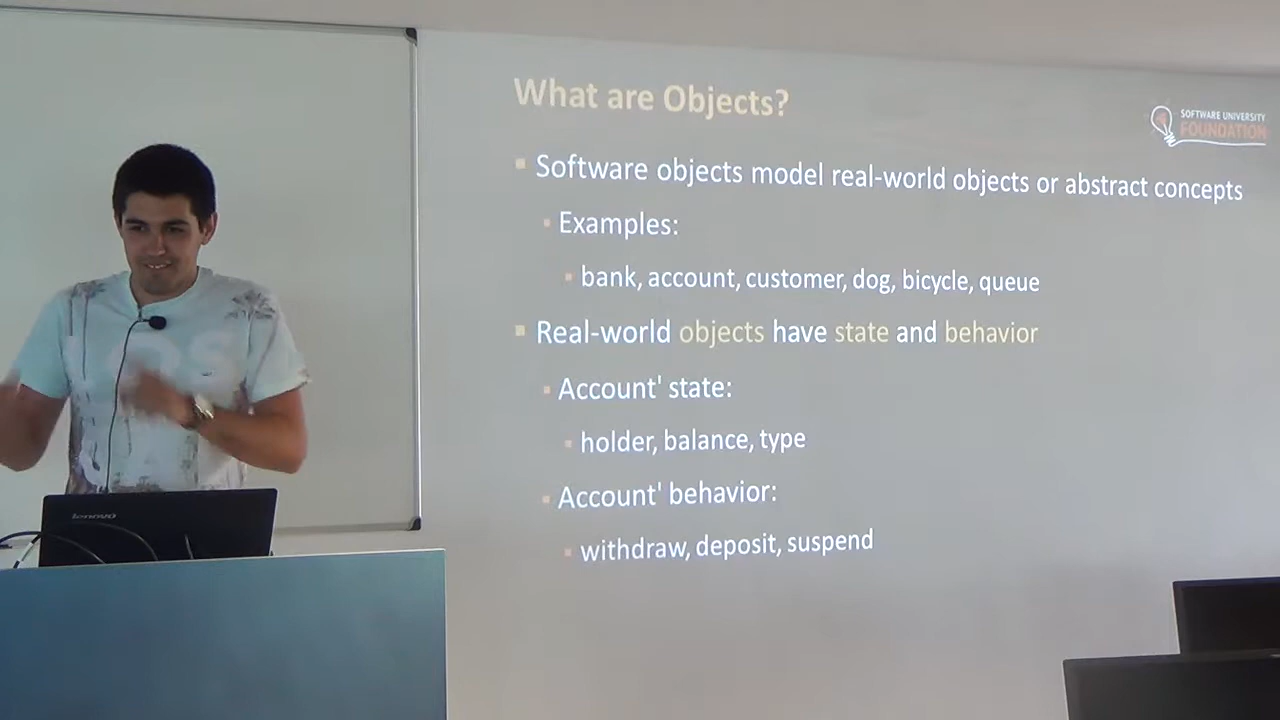 What are Objects?
SOFTWARE UNIVERSITY
FOUNDATION
Software objects model real-world objects or abstract concepts
Examples:
bank, account, customer, dog, bicycle, queue
Real-world objects have state and behavior
Account' state:
holder, balance, type
Account' behavior:
withdraw, deposit, suspend
lenovo